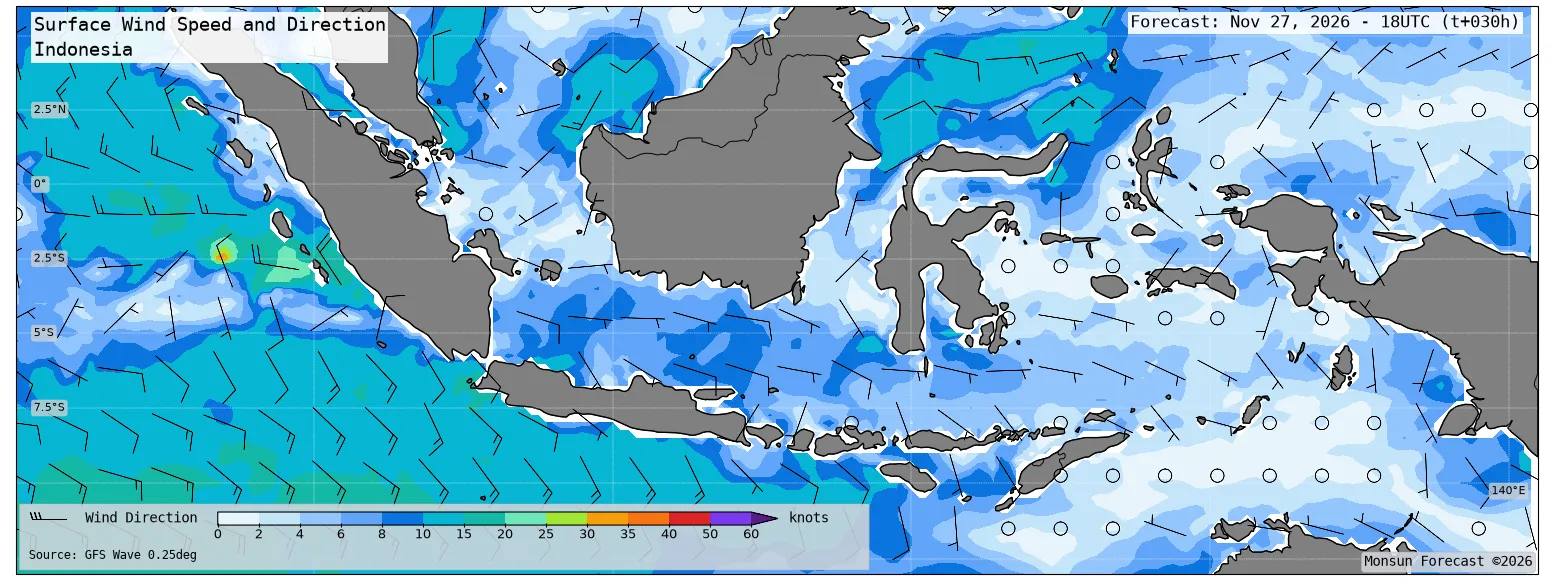 Surface Wind Speed and Direction
Indonesia
Forecast: Nov 27, 2026 - 18UTC (t+030h)
2.5°N
0°
2.5°S
5°S
7.5°S
140°E
Wind Direction
knots
0 2 4 6 8 10 15 20 25 30 35 40 50 60
Source: GFS Wave 0.25deg
Monsun Forecast ©2026